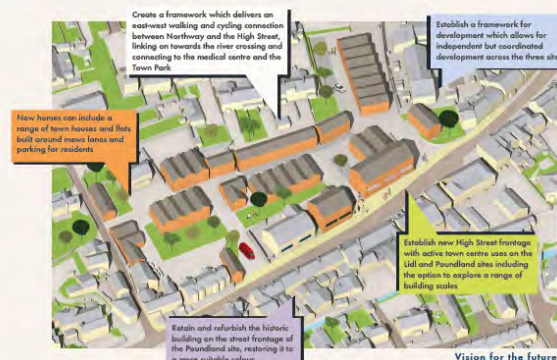 Create a framework which delivers an
east-west walking and cycling connection
between Northway and the High Street,
linking on towards the river crossing and
connecting to the medical centre and the
Town Park
Establish a framework for
development which allows for
independent but coordinated
development across the three
New homes can include a
range of town houses and flats
built around mews lanes and
parking for residents
Establish new High Street frontage
with active town centre uses on the
Lidl and Poundland sites including
the option to explore a range of
building scales
Retain and refurbish the historic
building on the street frontage of
the Poundland site, restoring it to
a more suitable colour
Vision for the future